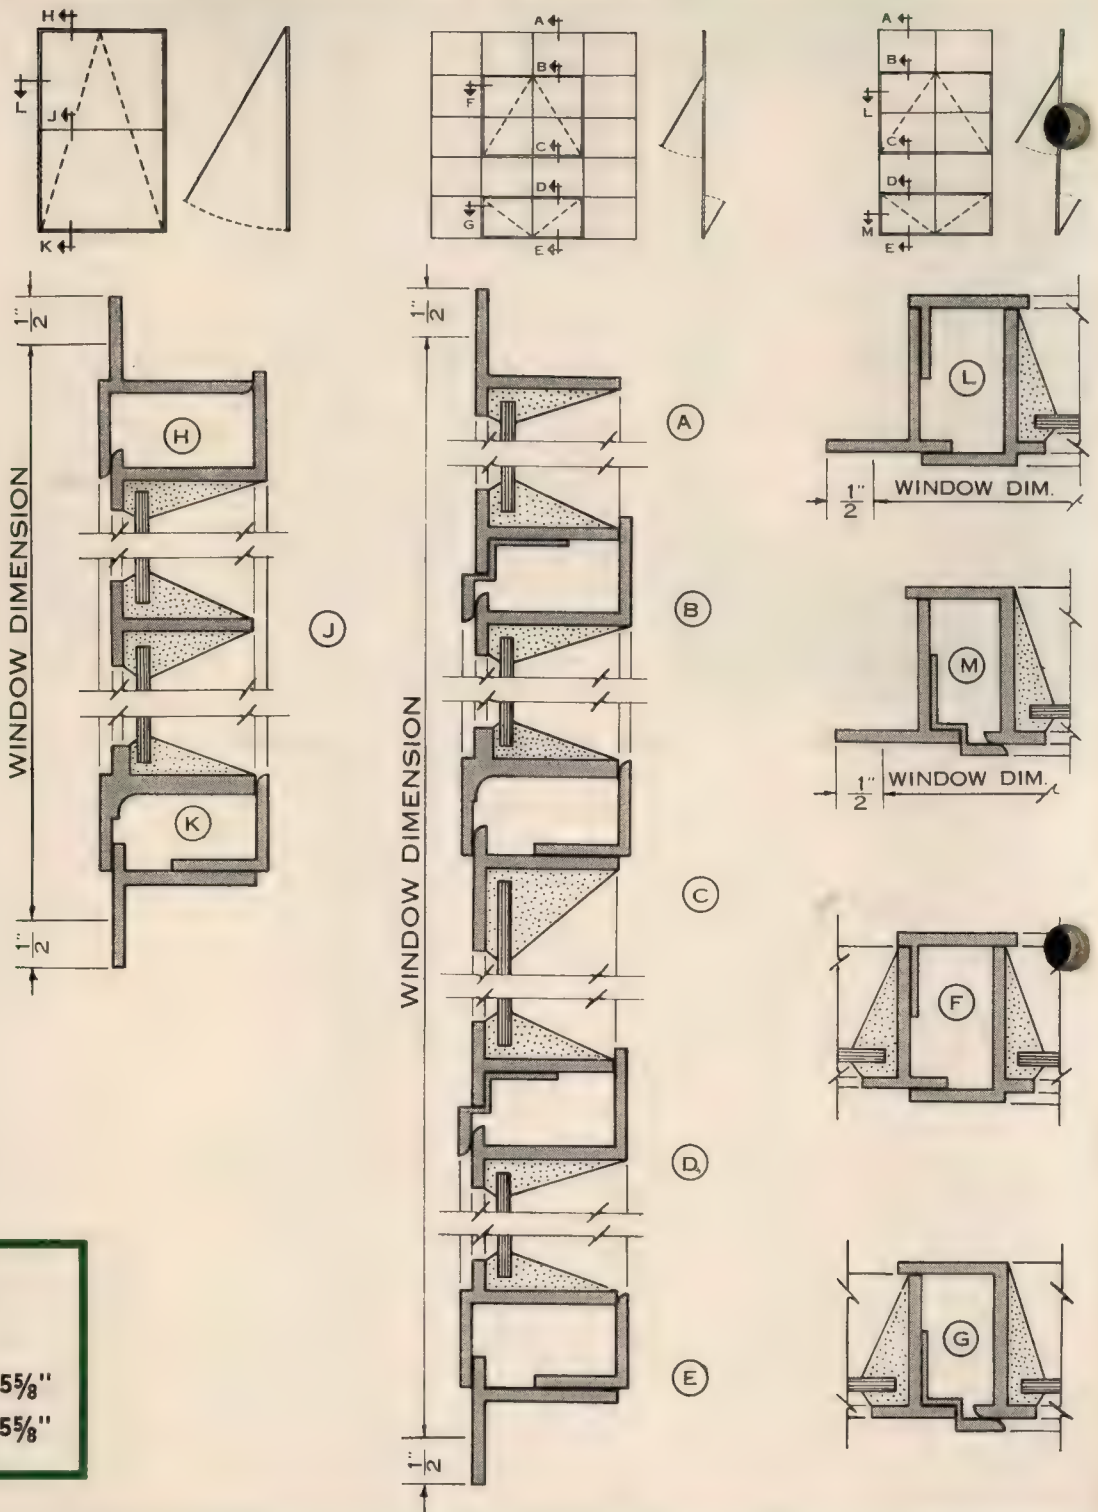 H
L
J
K
A
B
F
C
D
G
E
A
B
L
C
D
M
E
1/2"
WINDOW DIMENSION
H
J
K
1/2"
1/2"
WINDOW DIMENSION
A
B
C
D
E
1/2"
L
1/2" WINDOW DIM.
M
1/2" WINDOW DIM.
F
G
5⅝"
5⅝"